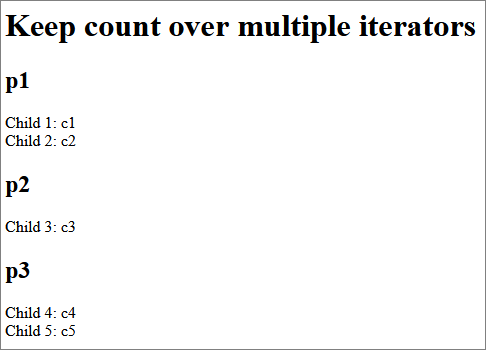 Keep count over multiple iterators
p1
Child 1: c1
Child 2: c2
p2
Child 3: c3
p3
Child 4: c4
Child 5: c5